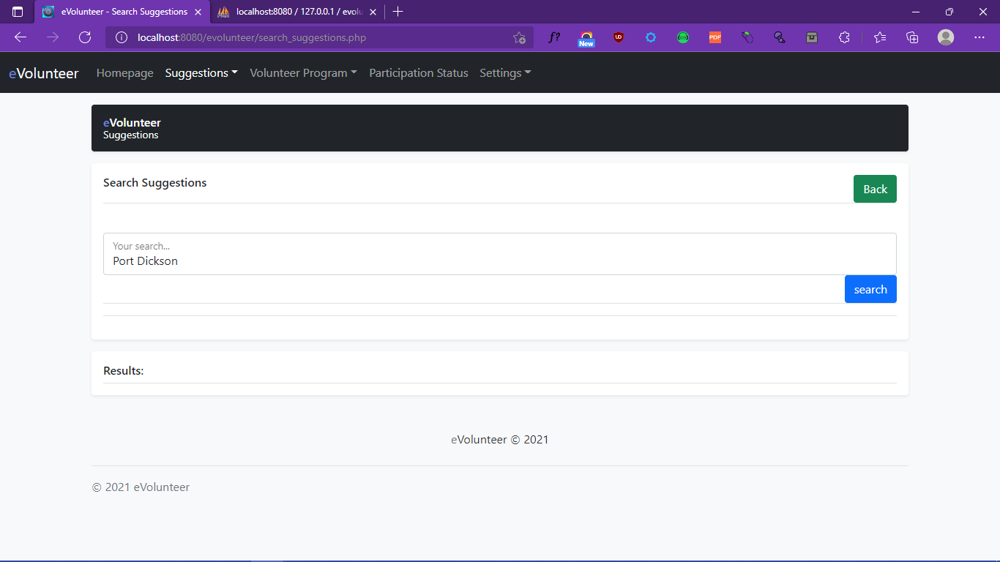 eVolunteer - Search Suggestions
localhost:8080 / 127.0.0.1 / evolu
localhost:8080/evolunteer/search_suggestions.php
f?
New
UD
PDF
eVolunteer Homepage Suggestions Volunteer Program Participation Status Settings
eVolunteer
Suggestions
Search Suggestions
Back
Your search...
Port Dickson
search
Results:
eVolunteer © 2021
© 2021 eVolunteer